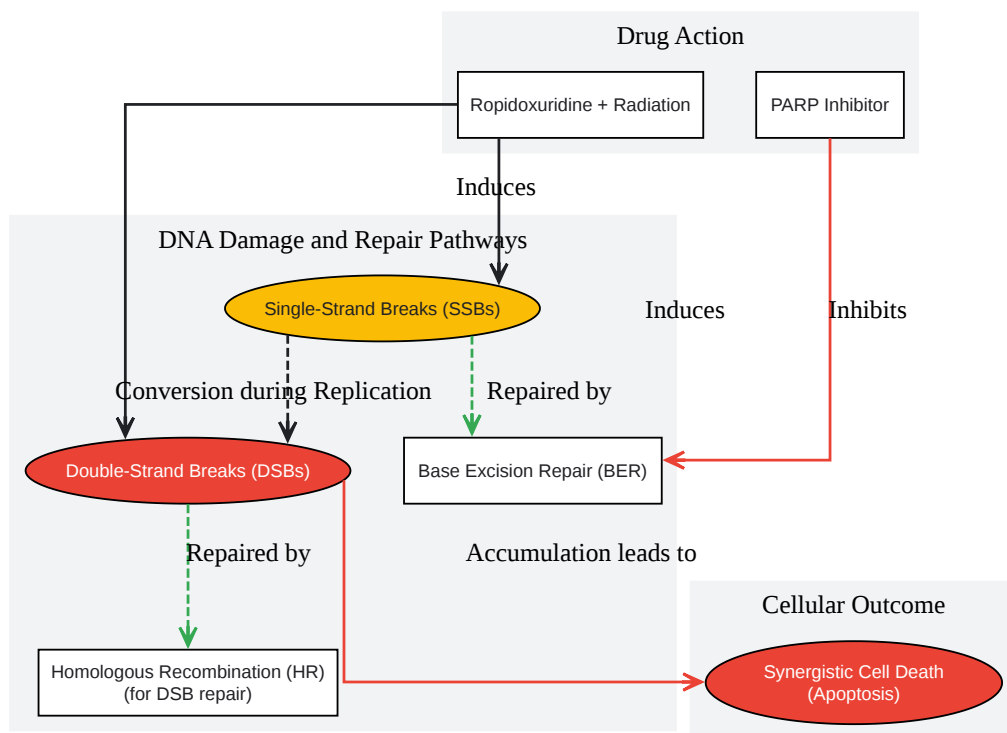 Drug Action
Ropidoxuridine + Radiation
PARP Inhibitor
Induces
DNA Damage and Repair Pathways
Single-Strand Breaks (SSBs)
Induces
Inhibits
Conversion during Replication
Repaired by
Double-Strand Breaks (DSBs)
Base Excision Repair (BER)
Repaired by
Accumulation leads to
Cellular Outcome
Homologous Recombination (HR)
(for DSB repair)
Synergistic Cell Death
(Apoptosis)